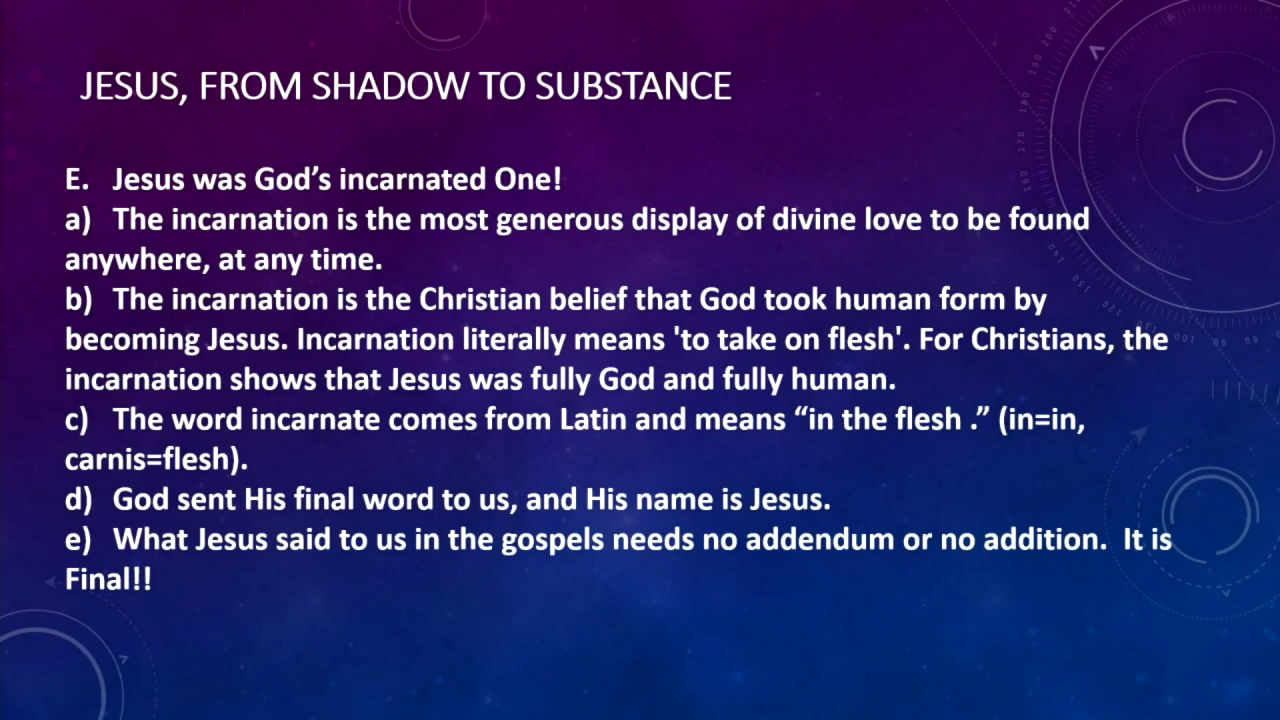 JESUS, FROM SHADOW TO SUBSTANCE
E. Jesus was God’s incarnated One!
a) The incarnation is the most generous display of divine love to be found
anywhere, at any time.
b) The incarnation is the Christian belief that God took human form by
becoming Jesus. Incarnation literally means 'to take on flesh'. For Christians, the
incarnation shows that Jesus was fully God and fully human.
c) The word incarnate comes from Latin and means “in the flesh .” (in=in,
carnis=flesh).
d) God sent His final word to us, and His name is Jesus.
e) What Jesus said to us in the gospels needs no addendum or no addition.  It is
Final!!